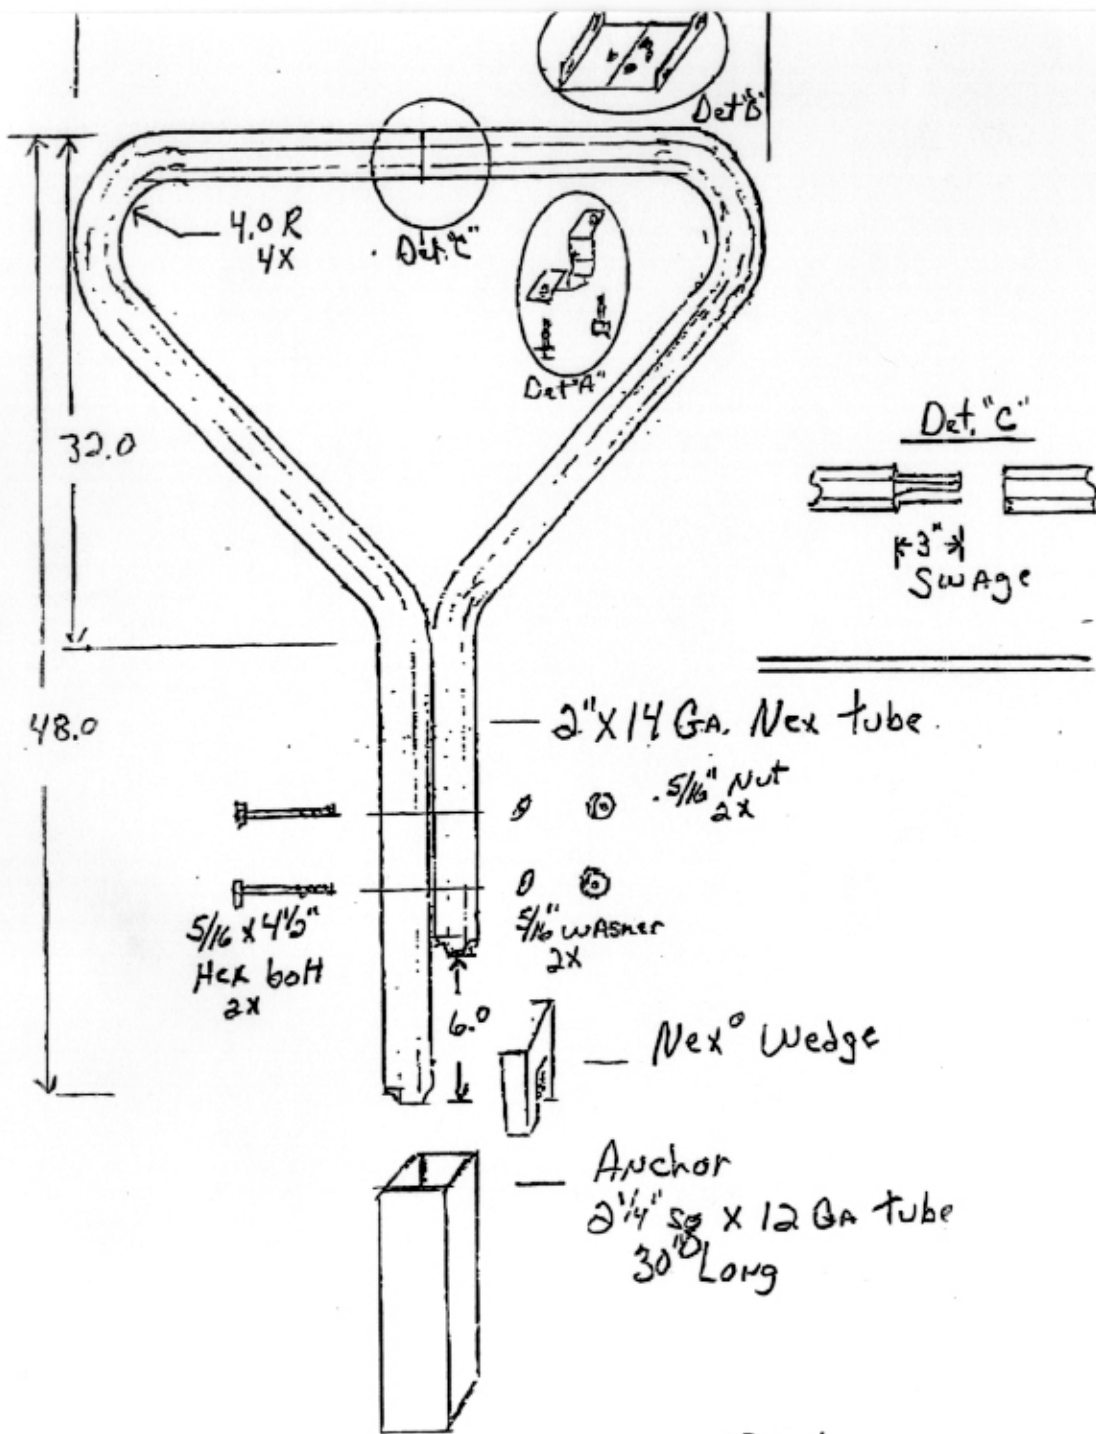 Det "B"
4.0 R
4X
Det. "C"
Det "A"
32.0
Det. "C"
3"
Swage
48.0
2" X 14 GA. Nex tube
5/16" Nut
2X
5/16 x 4 1/2"
Hex bolt
2X
5/16" WASHER
2X
6.0
Nex° Wedge
Anchor
2 1/4" sq X 12 GA tube
30" Long